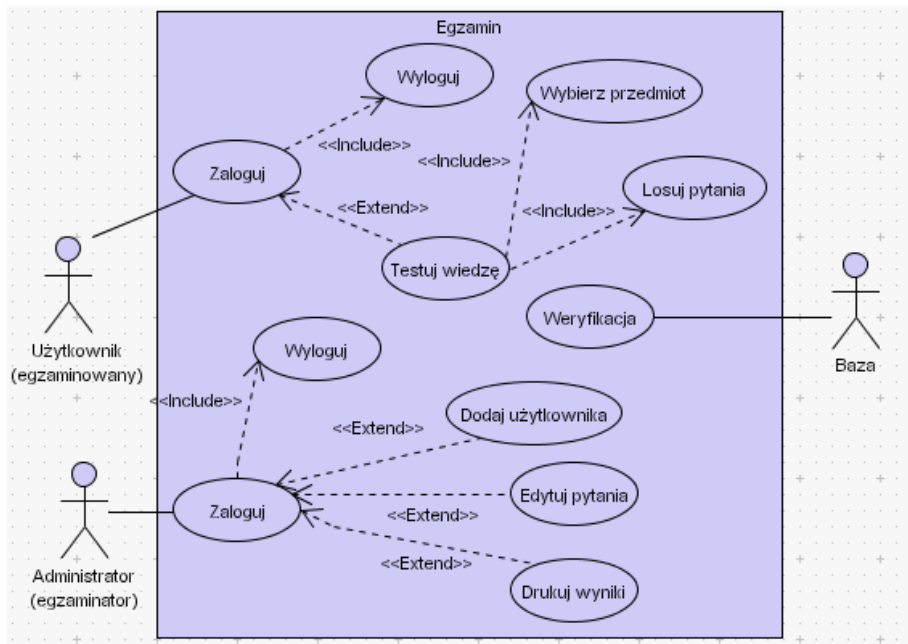 Egzamin
Wyloguj
Wybierz przedmiot
<<Include>>
<<Include>>
Zaloguj
Losuj pytania
<<Extend>>
<<Include>>
Testuj wiedzę
Weryfikacja
Użytkownik
(egzaminowany)
Wyloguj
Baza
<<Include>>
Dodaj użytkownika
<<Extend>>
Edytuj pytania
Zaloguj
<<Extend>>
<<Extend>>
Administrator
(egzaminator)
Drukuj wyniki